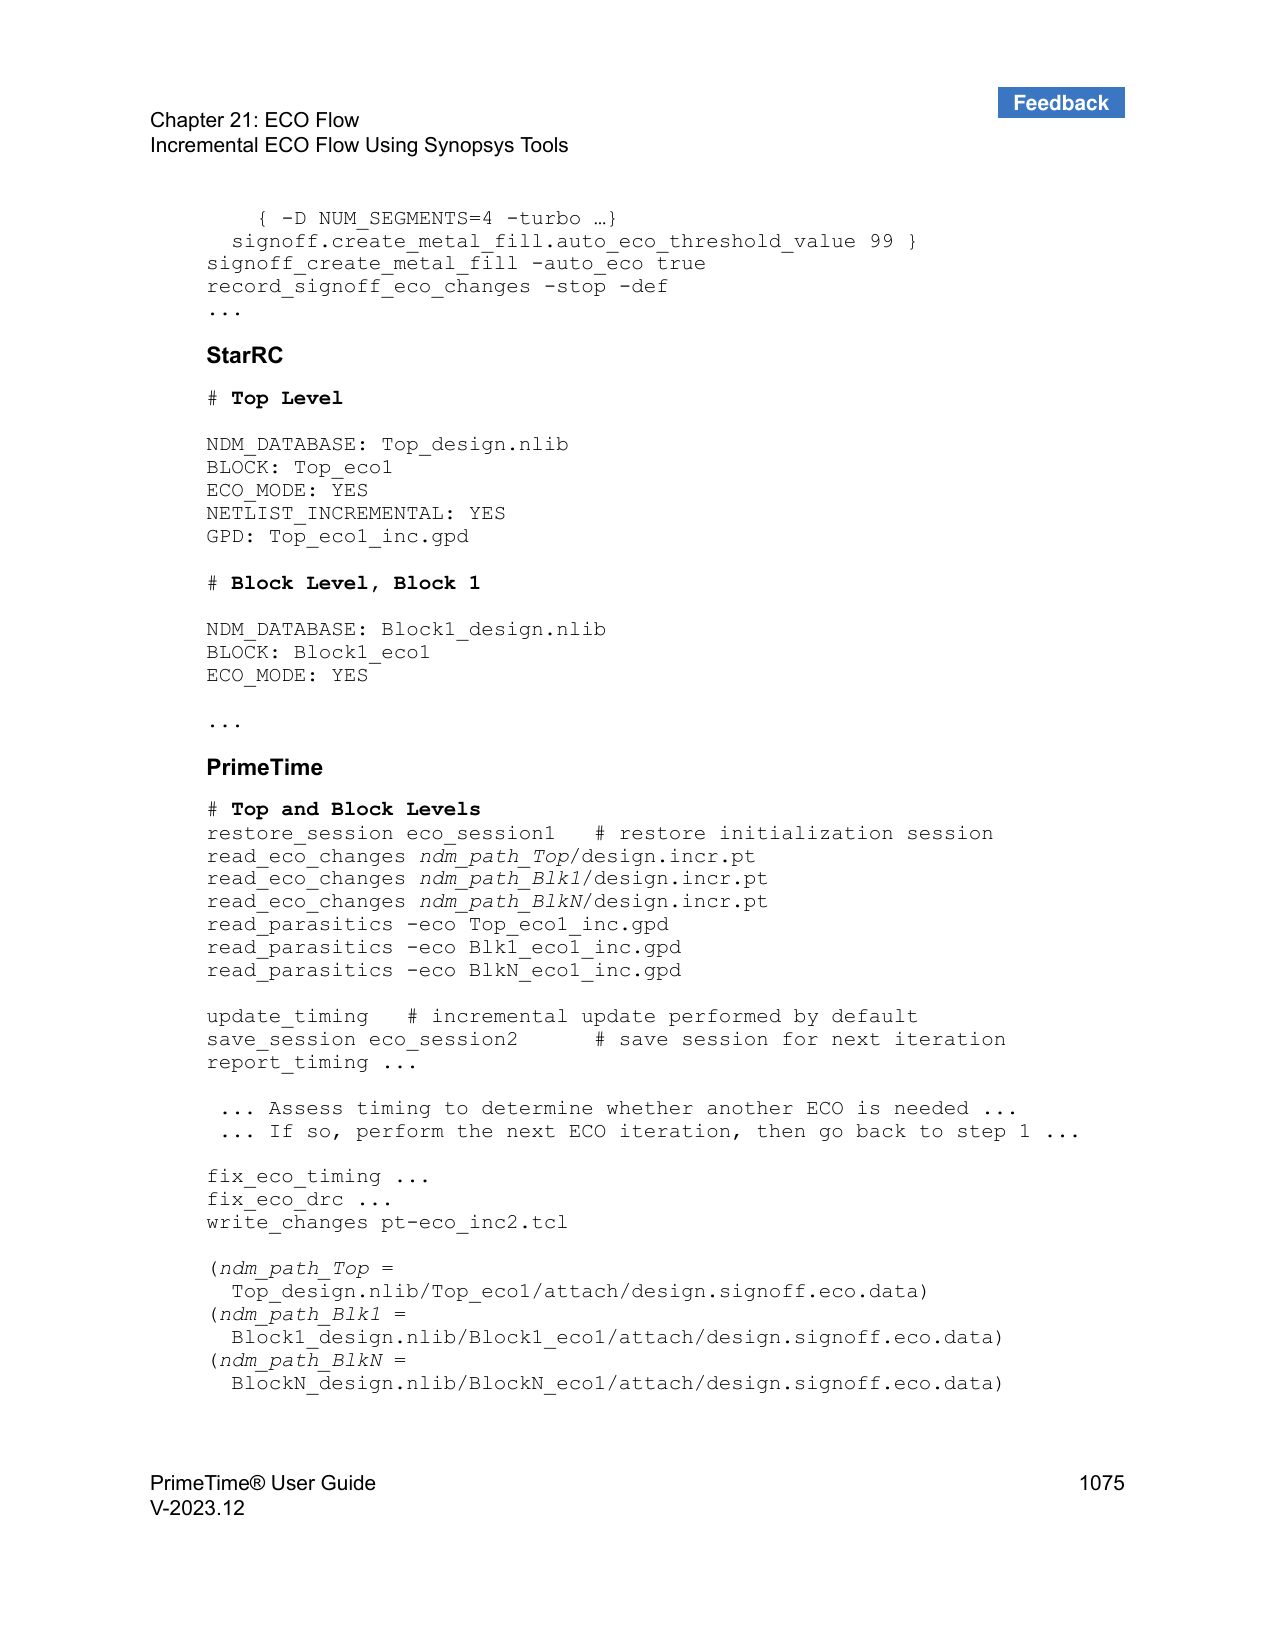 Feedback
Chapter 21: ECO Flow
Incremental ECO Flow Using Synopsys Tools
{ -D NUM_SEGMENTS=4 -turbo …}
signoff.create_metal_fill.auto_eco_threshold_value 99 }
signoff_create_metal_fill -auto_eco true
record_signoff_eco_changes -stop -def
...
StarRC
# Top Level
NDM_DATABASE: Top_design.nlib
BLOCK: Top_eco1
ECO_MODE: YES
NETLIST_INCREMENTAL: YES
GPD: Top_eco1_inc.gpd
# Block Level, Block 1
NDM_DATABASE: Block1_design.nlib
BLOCK: Block1_eco1
ECO_MODE: YES
...
PrimeTime
# Top and Block Levels
restore_session eco_session1   # restore initialization session
read_eco_changes ndm_path_Top/design.incr.pt
read_eco_changes ndm_path_Blk1/design.incr.pt
read_eco_changes ndm_path_BlkN/design.incr.pt
read_parasitics -eco Top_eco1_inc.gpd
read_parasitics -eco Blk1_eco1_inc.gpd
read_parasitics -eco BlkN_eco1_inc.gpd
update_timing   # incremental update performed by default
save_session eco_session2      # save session for next iteration
report_timing ...
... Assess timing to determine whether another ECO is needed ...
... If so, perform the next ECO iteration, then go back to step 1 ...
fix_eco_timing ...
fix_eco_drc ...
write_changes pt-eco_inc2.tcl
(ndm_path_Top =
Top_design.nlib/Top_eco1/attach/design.signoff.eco.data)
(ndm_path_Blk1 =
Block1_design.nlib/Block1_eco1/attach/design.signoff.eco.data)
(ndm_path_BlkN =
BlockN_design.nlib/BlockN_eco1/attach/design.signoff.eco.data)
PrimeTime® User Guide 1075
V-2023.12